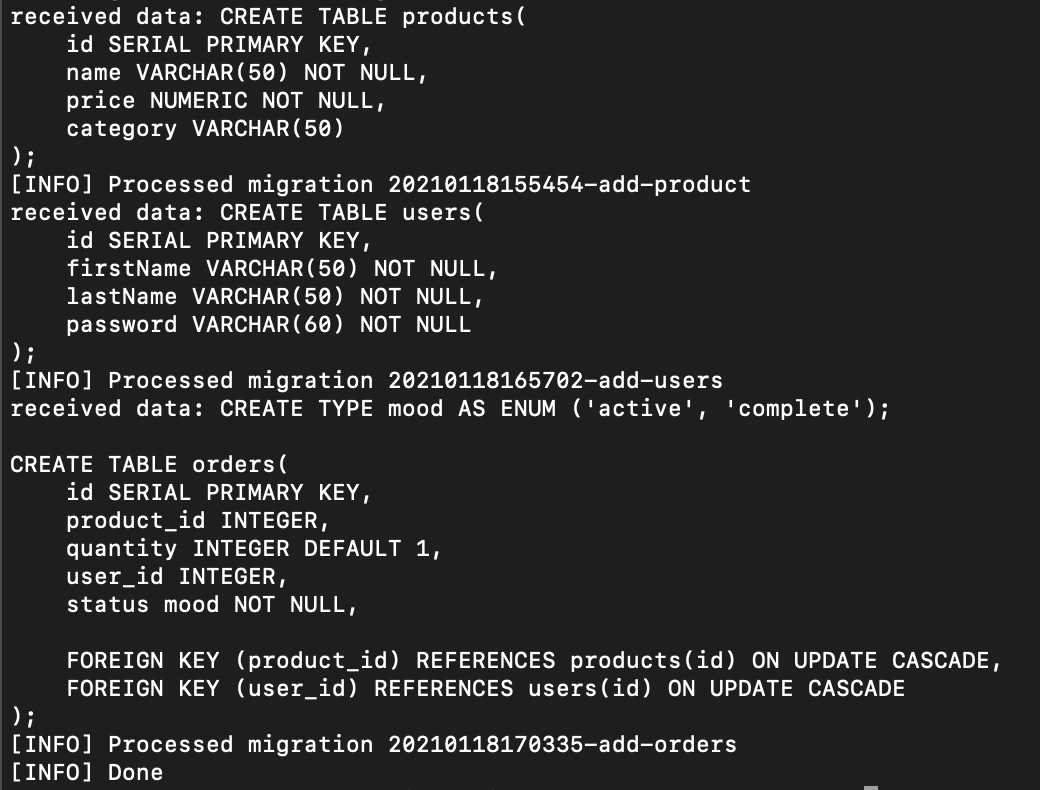 received data: CREATE TABLE products(
    id SERIAL PRIMARY KEY,
    name VARCHAR(50) NOT NULL,
    price NUMERIC NOT NULL,
    category VARCHAR(50)
);
[INFO] Processed migration 20210118155454-add-product
received data: CREATE TABLE users(
    id SERIAL PRIMARY KEY,
    firstName VARCHAR(50) NOT NULL,
    lastName VARCHAR(50) NOT NULL,
    password VARCHAR(60) NOT NULL
);
[INFO] Processed migration 20210118165702-add-users
received data: CREATE TYPE mood AS ENUM ('active', 'complete');

CREATE TABLE orders(
    id SERIAL PRIMARY KEY,
    product_id INTEGER,
    quantity INTEGER DEFAULT 1,
    user_id INTEGER,
    status mood NOT NULL,

    FOREIGN KEY (product_id) REFERENCES products(id) ON UPDATE CASCADE,
    FOREIGN KEY (user_id) REFERENCES users(id) ON UPDATE CASCADE
);
[INFO] Processed migration 20210118170335-add-orders
[INFO] Done